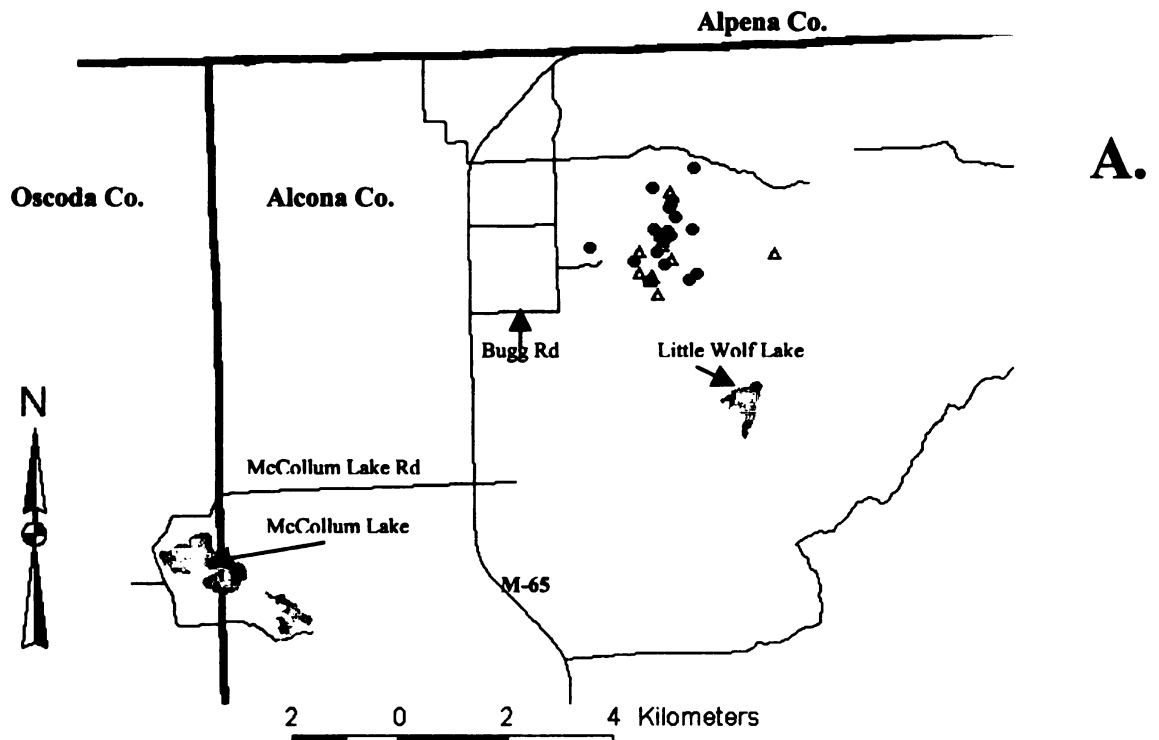 Alpena Co.
A.
Oscoda Co.
Alcona Co.
Bugg Rd
Little Wolf Lake
N
McCollum Lake Rd
McCollum Lake
M-65
2 0 2 4 Kilometers